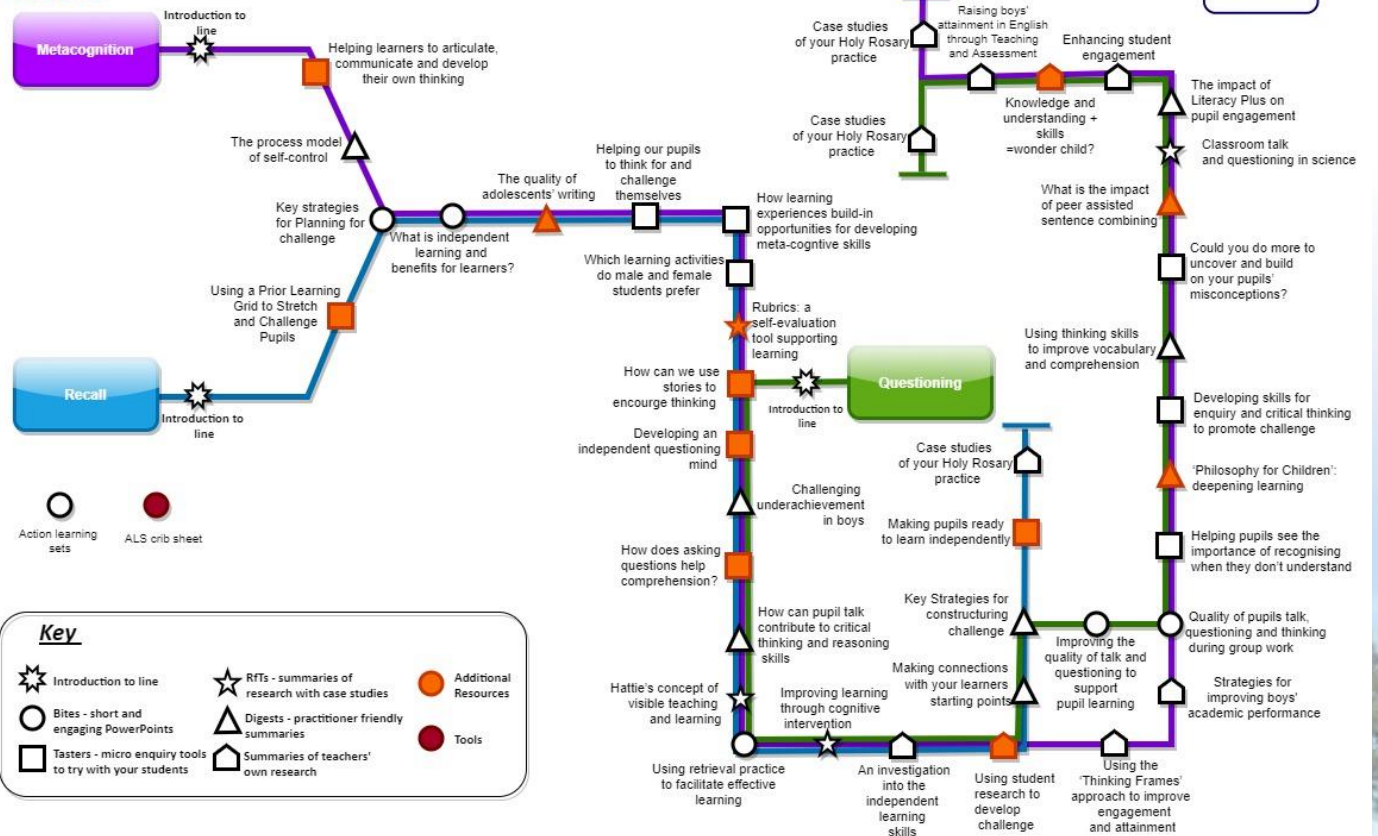 Introduction to
line
Metacognition
Helping learners to articulate,
communicate and develop
their own thinking
The process model
of self-control
Key strategies
for Planning for
challenge
What is independent
learning and
benefits for learners?
Using a Prior Learning
Grid to Stretch
and Challenge
Pupils
Recall
Introduction to
line
The quality of
adolescents' writing
Helping our pupils
to think for and
challenge
themselves
How learning
experiences build-in
opportunities for developing
meta-cogntive skills
Which learning activities
do male and female
students prefer
Rubrics: a
self-evaluation
tool supporting
learning
How can we use
stories to
encourge thinking
Introduction to
line
Questioning
Developing an
independent questioning
mind
Challenging
underachievement
in boys
How does asking
questions help
comprehension?
How can pupil talk
contribute to critical
thinking and reasoning
skills
Hattie's concept of
visible teaching
and learning
Using retrieval practice
to facilitate effective
learning
Improving learning
through cognitive
intervention
An investigation
into the
independent
learning
skills
Using student
research to
develop
challenge
Making connections
with your learners
starting points
Key Strategies for
constructuring
challenge
Making pupils ready
to learn independently
Case studies
of your Holy Rosary
practice
Improving the
quality of talk and
questioning to
support
pupil learning
Using the
'Thinking Frames'
approach to improve
engagement
and attainment
Strategies for
improving boys'
academic performance
Quality of pupils talk,
questioning and thinking
during group work
Helping pupils see the
importance of recognising
when they don't understand
'Philosophy for Children':
deepening learning
Developing skills for
enquiry and critical thinking
to promote challenge
Using thinking skills
to improve vocabulary
and comprehension
Could you do more to
uncover and build
on your pupils'
misconceptions?
What is the impact
of peer assisted
sentence combining
Classroom talk
and questioning in science
The impact of
Literacy Plus on
pupil engagement
Enhancing student
engagement
Knowledge and
understanding +
skills
=wonder child?
Raising boys'
attainment in English
through Teaching
and Assessment
Case studies
of your Holy Rosary
practice
Case studies
of your Holy Rosary
practice
Action learning
sets
ALS crib sheet
Key
Introduction to line
Bites - short and
engaging PowerPoints
Tasters - micro enquiry tools
to try with your students
RfTs - summaries of
research with case studies
Digests - practitioner friendly
summaries
Summaries of teachers'
own research
Additional
Resources
Tools